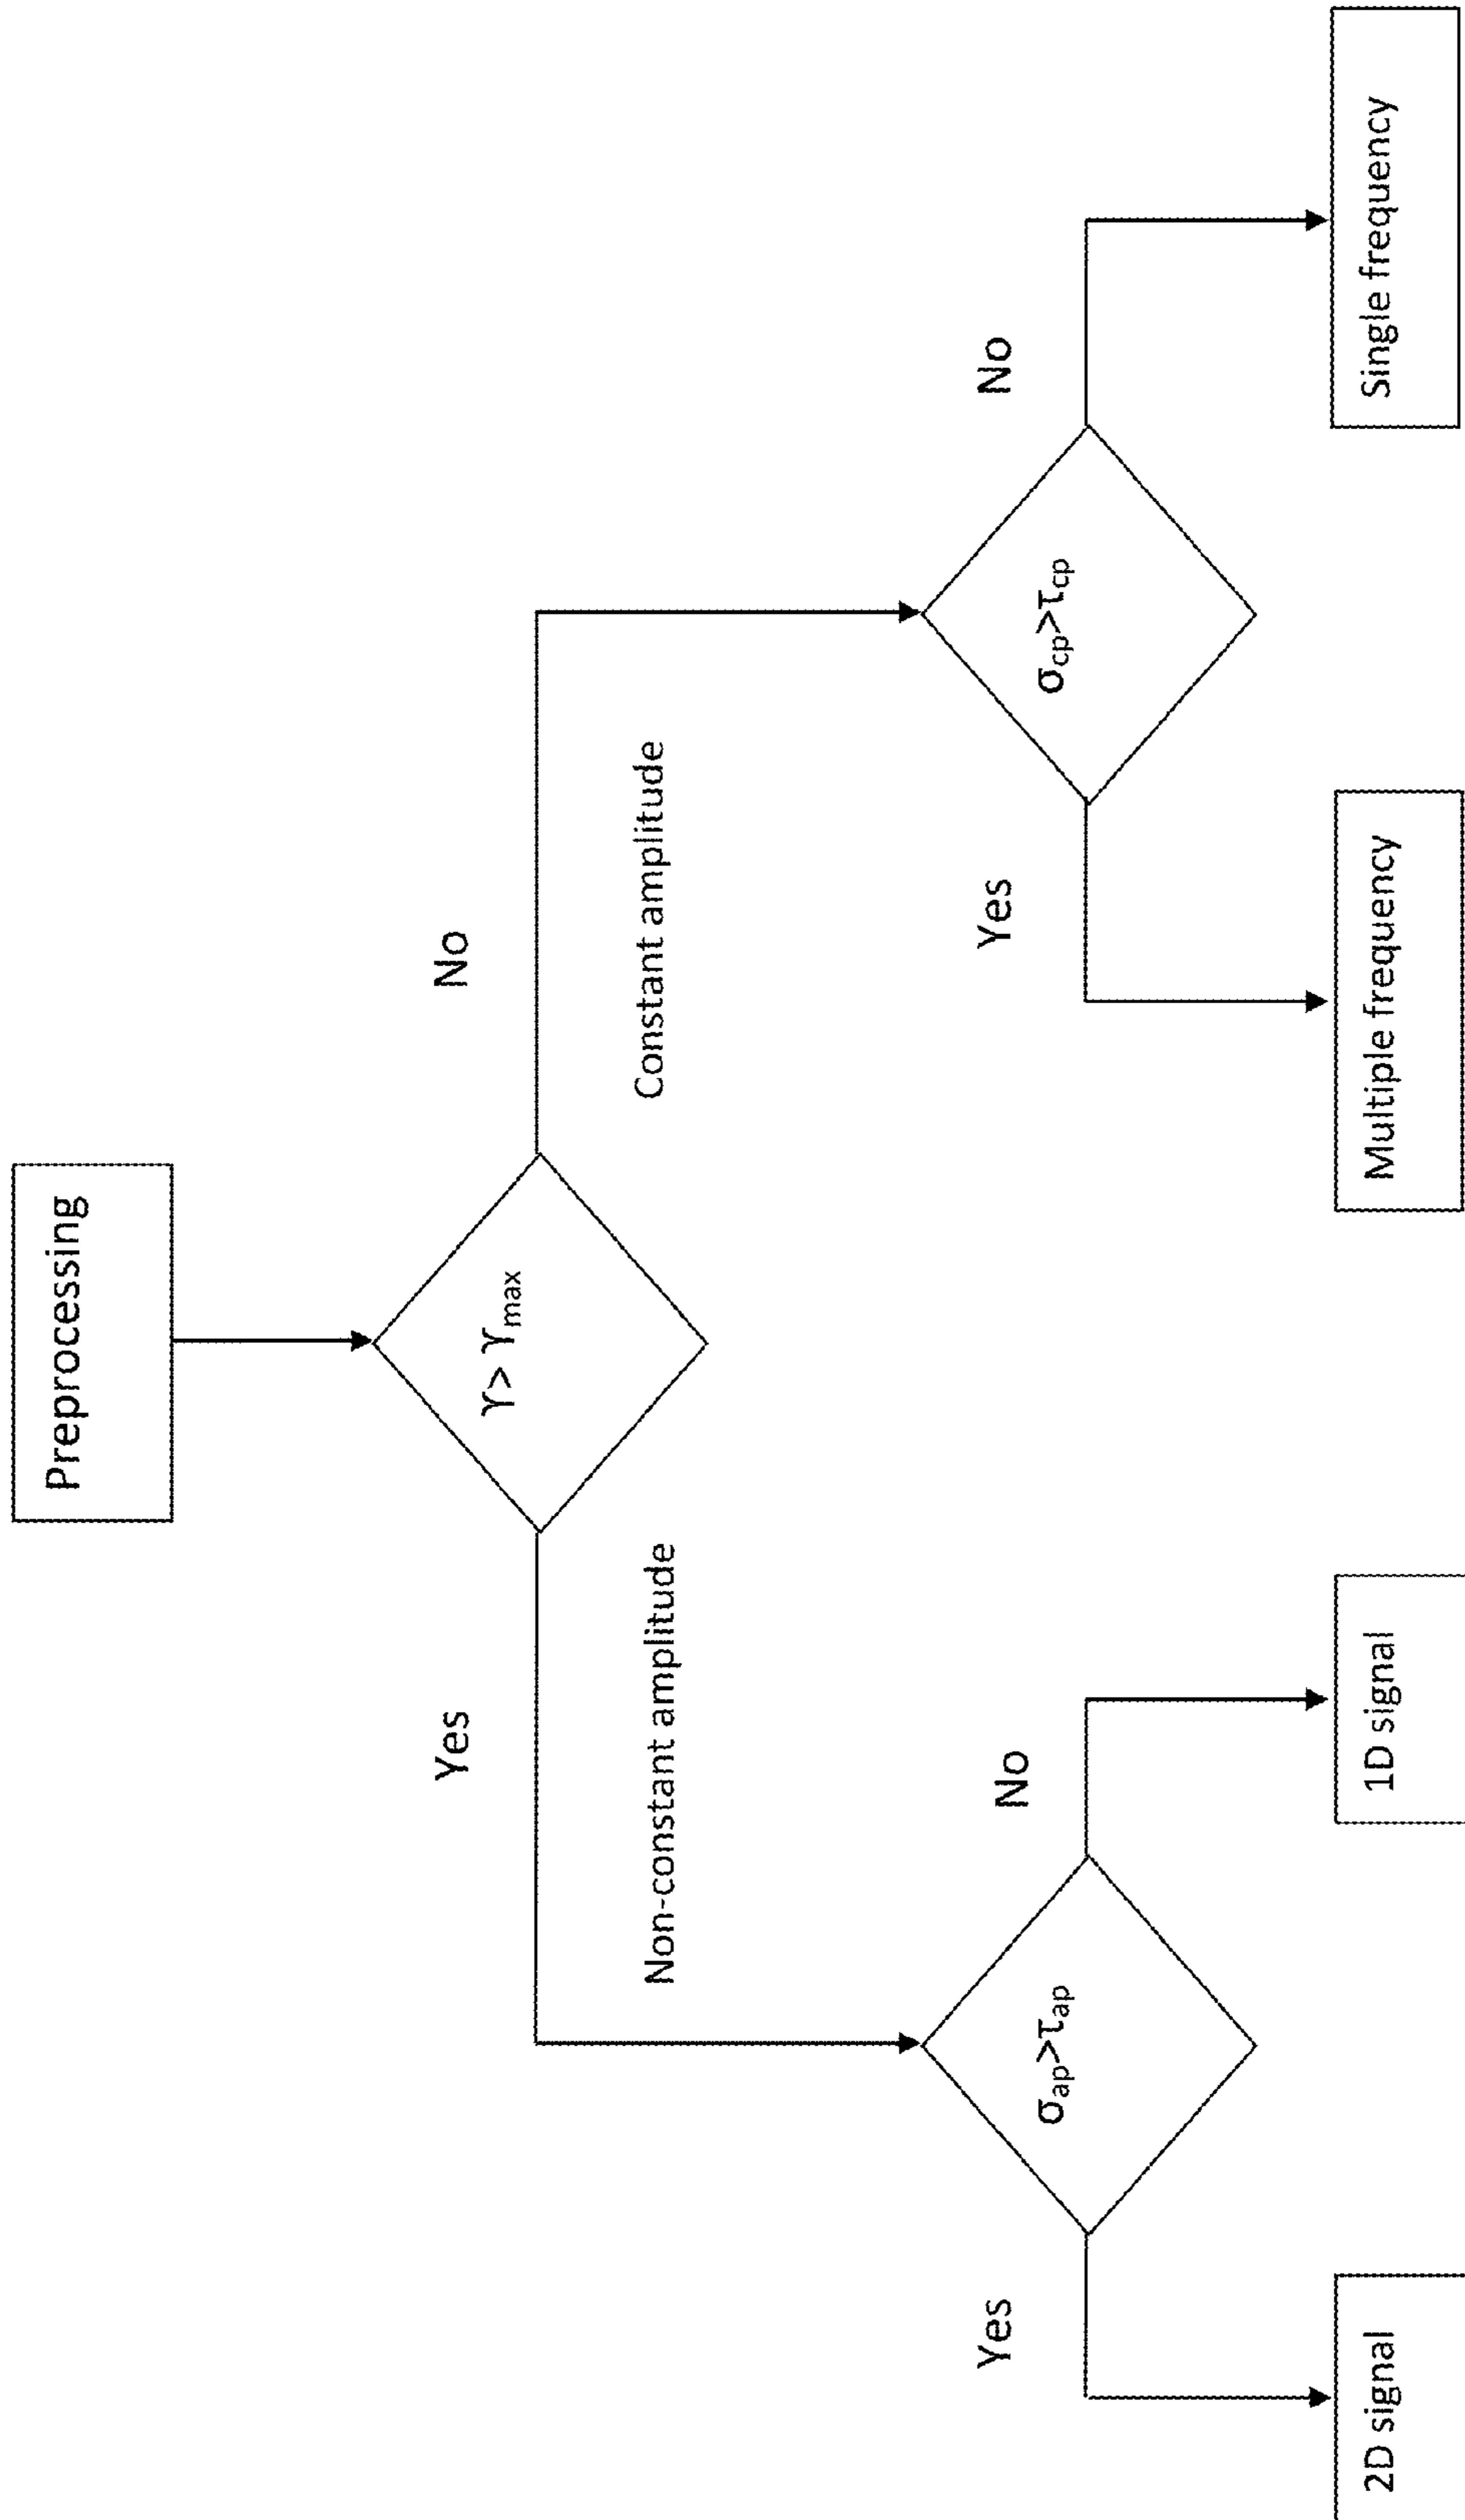 Preprocessing
Yes
γ> γmax
No
Non-constant amplitude
Constant amplitude
Yes
σap>τap
No
Yes
σcp>τcp
No
2D signal
1D signal
Multiple frequency
Single frequency